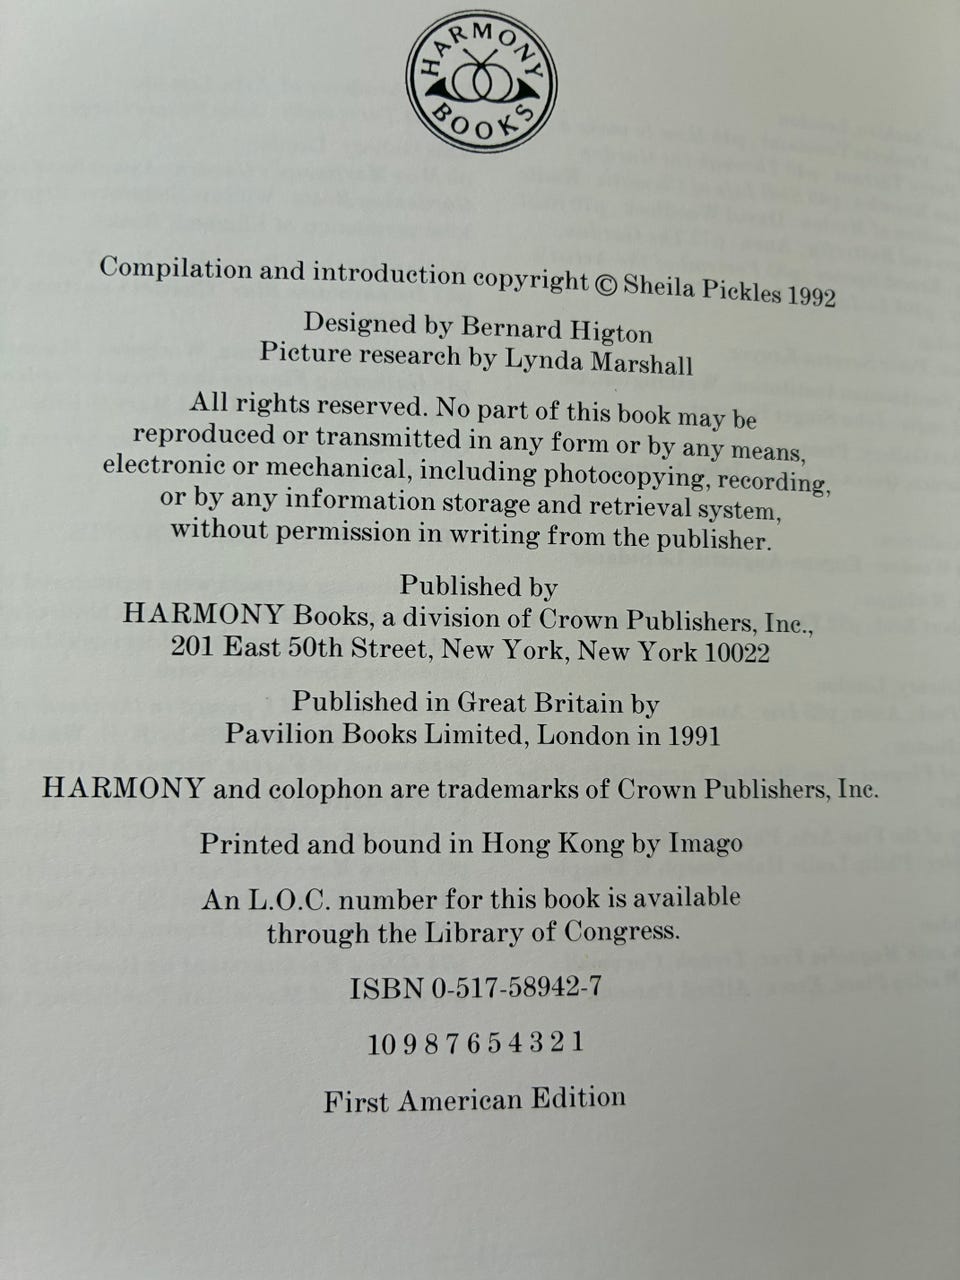 HARMONY
BOOKS
Compilation and introduction copyright © Sheila Pickles 1992
Designed by Bernard Higton
Picture research by Lynda Marshall
All rights reserved. No part of this book may be
reproduced or transmitted in any form or by any means,
electronic or mechanical, including photocopying, recording,
or by any information storage and retrieval system,
without permission in writing from the publisher.
Published by
HARMONY Books, a division of Crown Publishers, Inc.,
201 East 50th Street, New York, New York 10022
Published in Great Britain by
Pavilion Books Limited, London in 1991
HARMONY and colophon are trademarks of Crown Publishers, Inc.
Printed and bound in Hong Kong by Imago
An L.O.C. number for this book is available
through the Library of Congress.
ISBN 0-517-58942-7
10 9 8 7 6 5 4 3 2 1
First American Edition